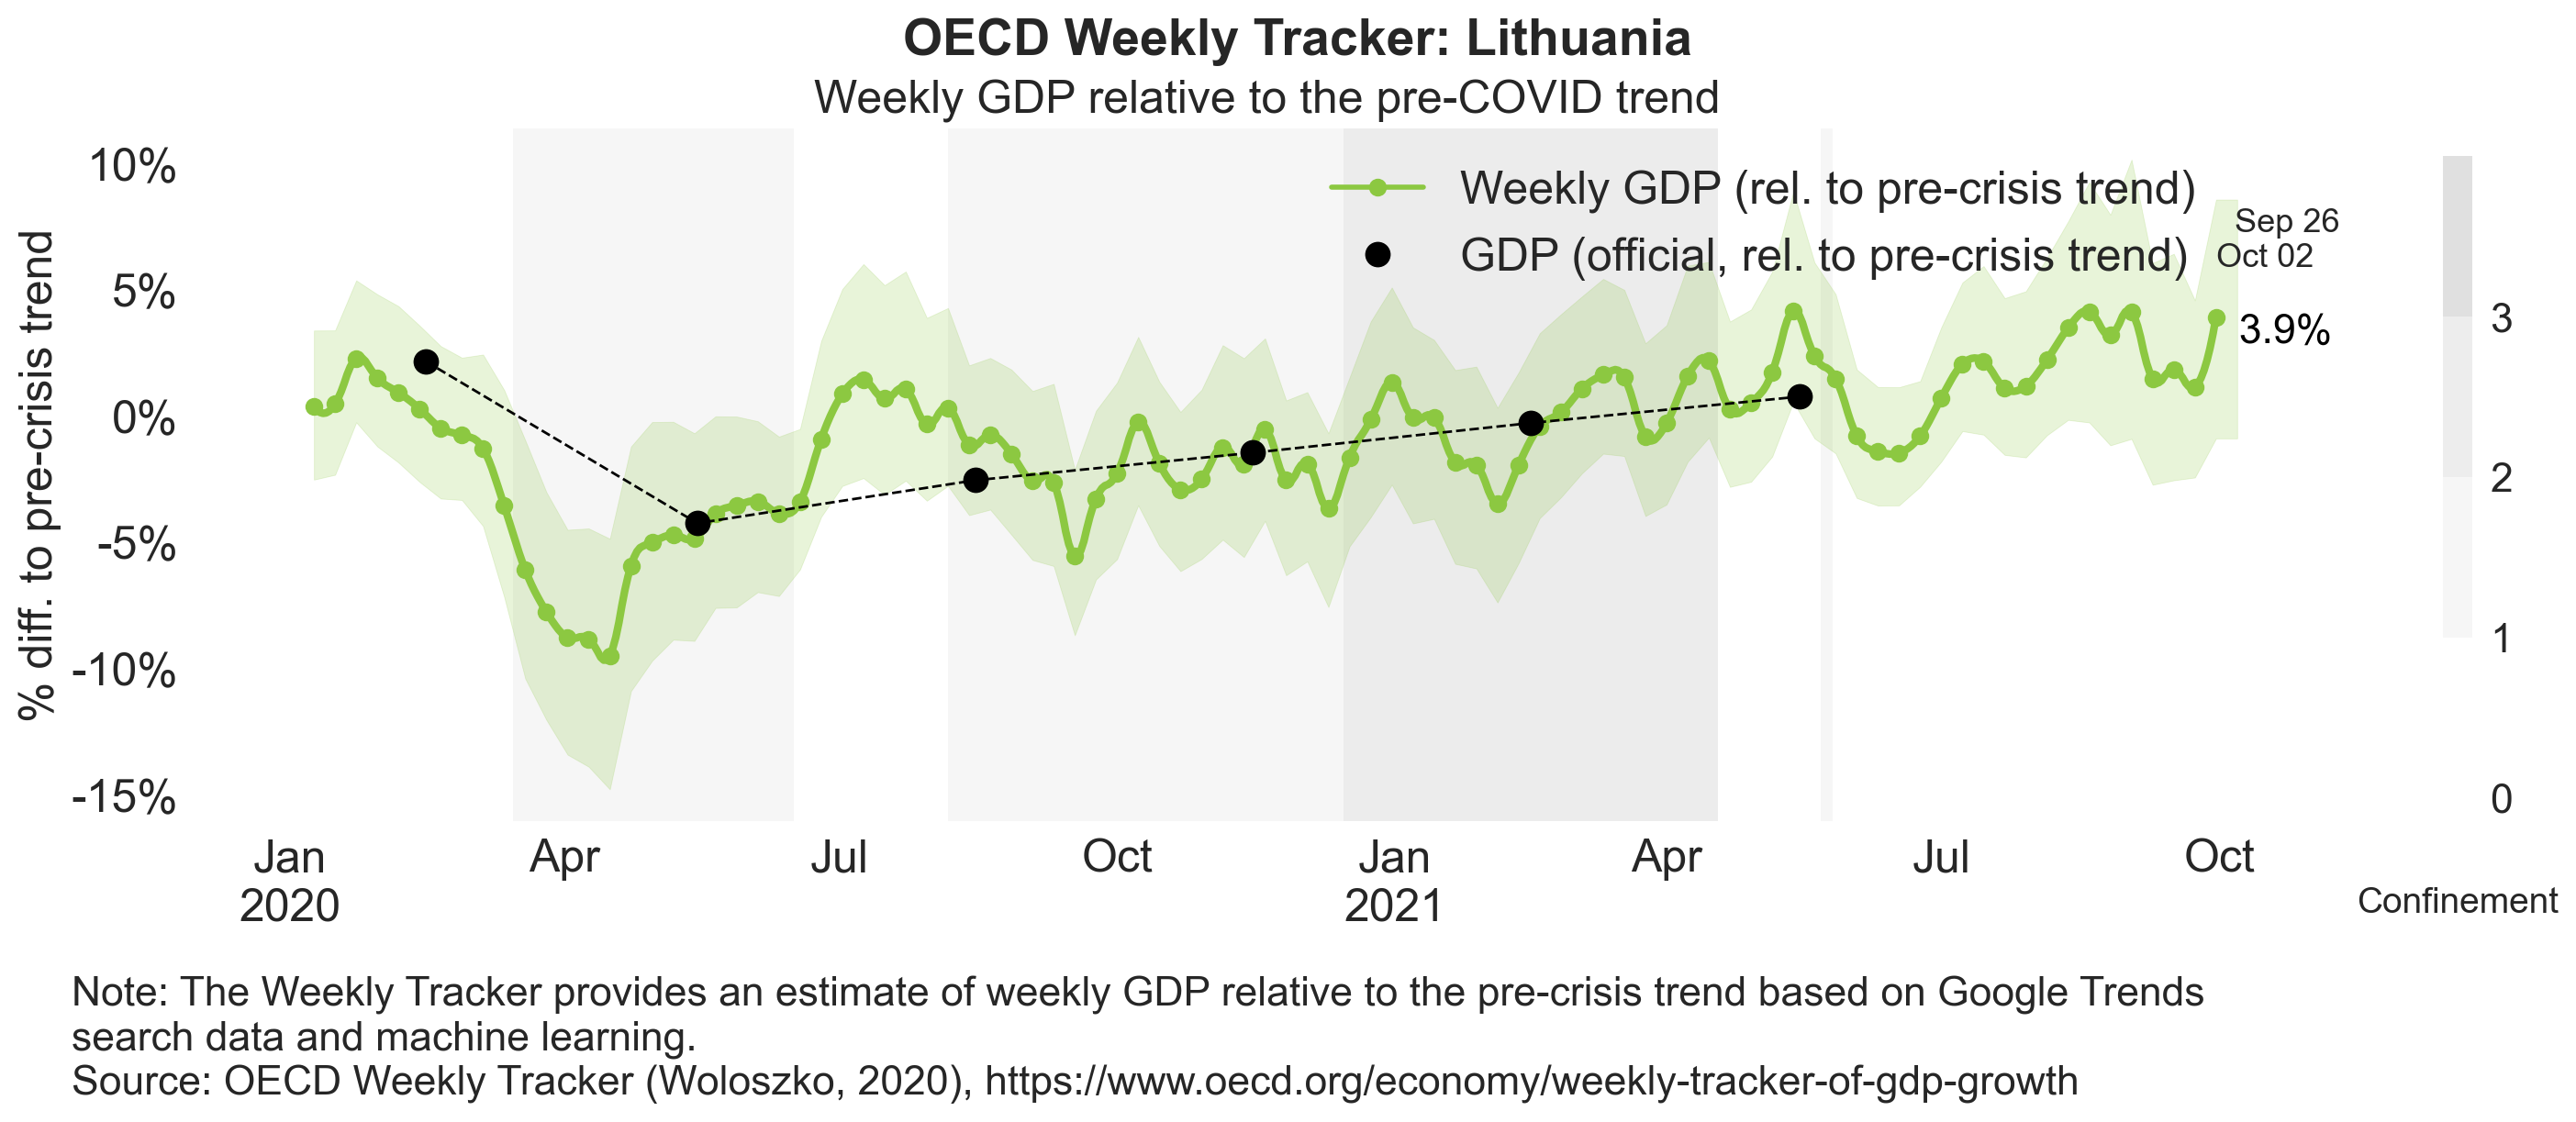 OECD Weekly Tracker: Lithuania
Weekly GDP relative to the pre-COVID trend
% diff. to pre-crisis trend
10%
5%
0%
-5%
-10%
-15%
Weekly GDP (rel. to pre-crisis trend)
GDP (official, rel. to pre-crisis trend)
Sep 26
Oct 02
3.9%
3
2
1
0
Jan
2020
Apr
Jul
Oct
Jan
2021
Apr
Jul
Oct
Confinement
Note: The Weekly Tracker provides an estimate of weekly GDP relative to the pre-crisis trend based on Google Trends
search data and machine learning.
Source: OECD Weekly Tracker (Woloszko, 2020), https://www.oecd.org/economy/weekly-tracker-of-gdp-growth